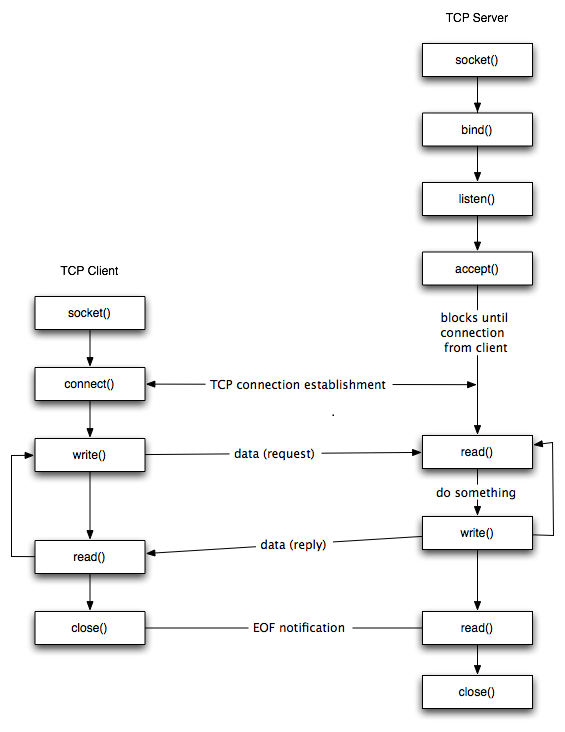 TCP Server
socket()
bind()
listen()
accept()
blocks until
connection
from client
TCP Client
socket()
connect()
TCP connection establishment
write()
data (request)
read()
do something
write()
data (reply)
read()
close()
EOF notification
read()
close()